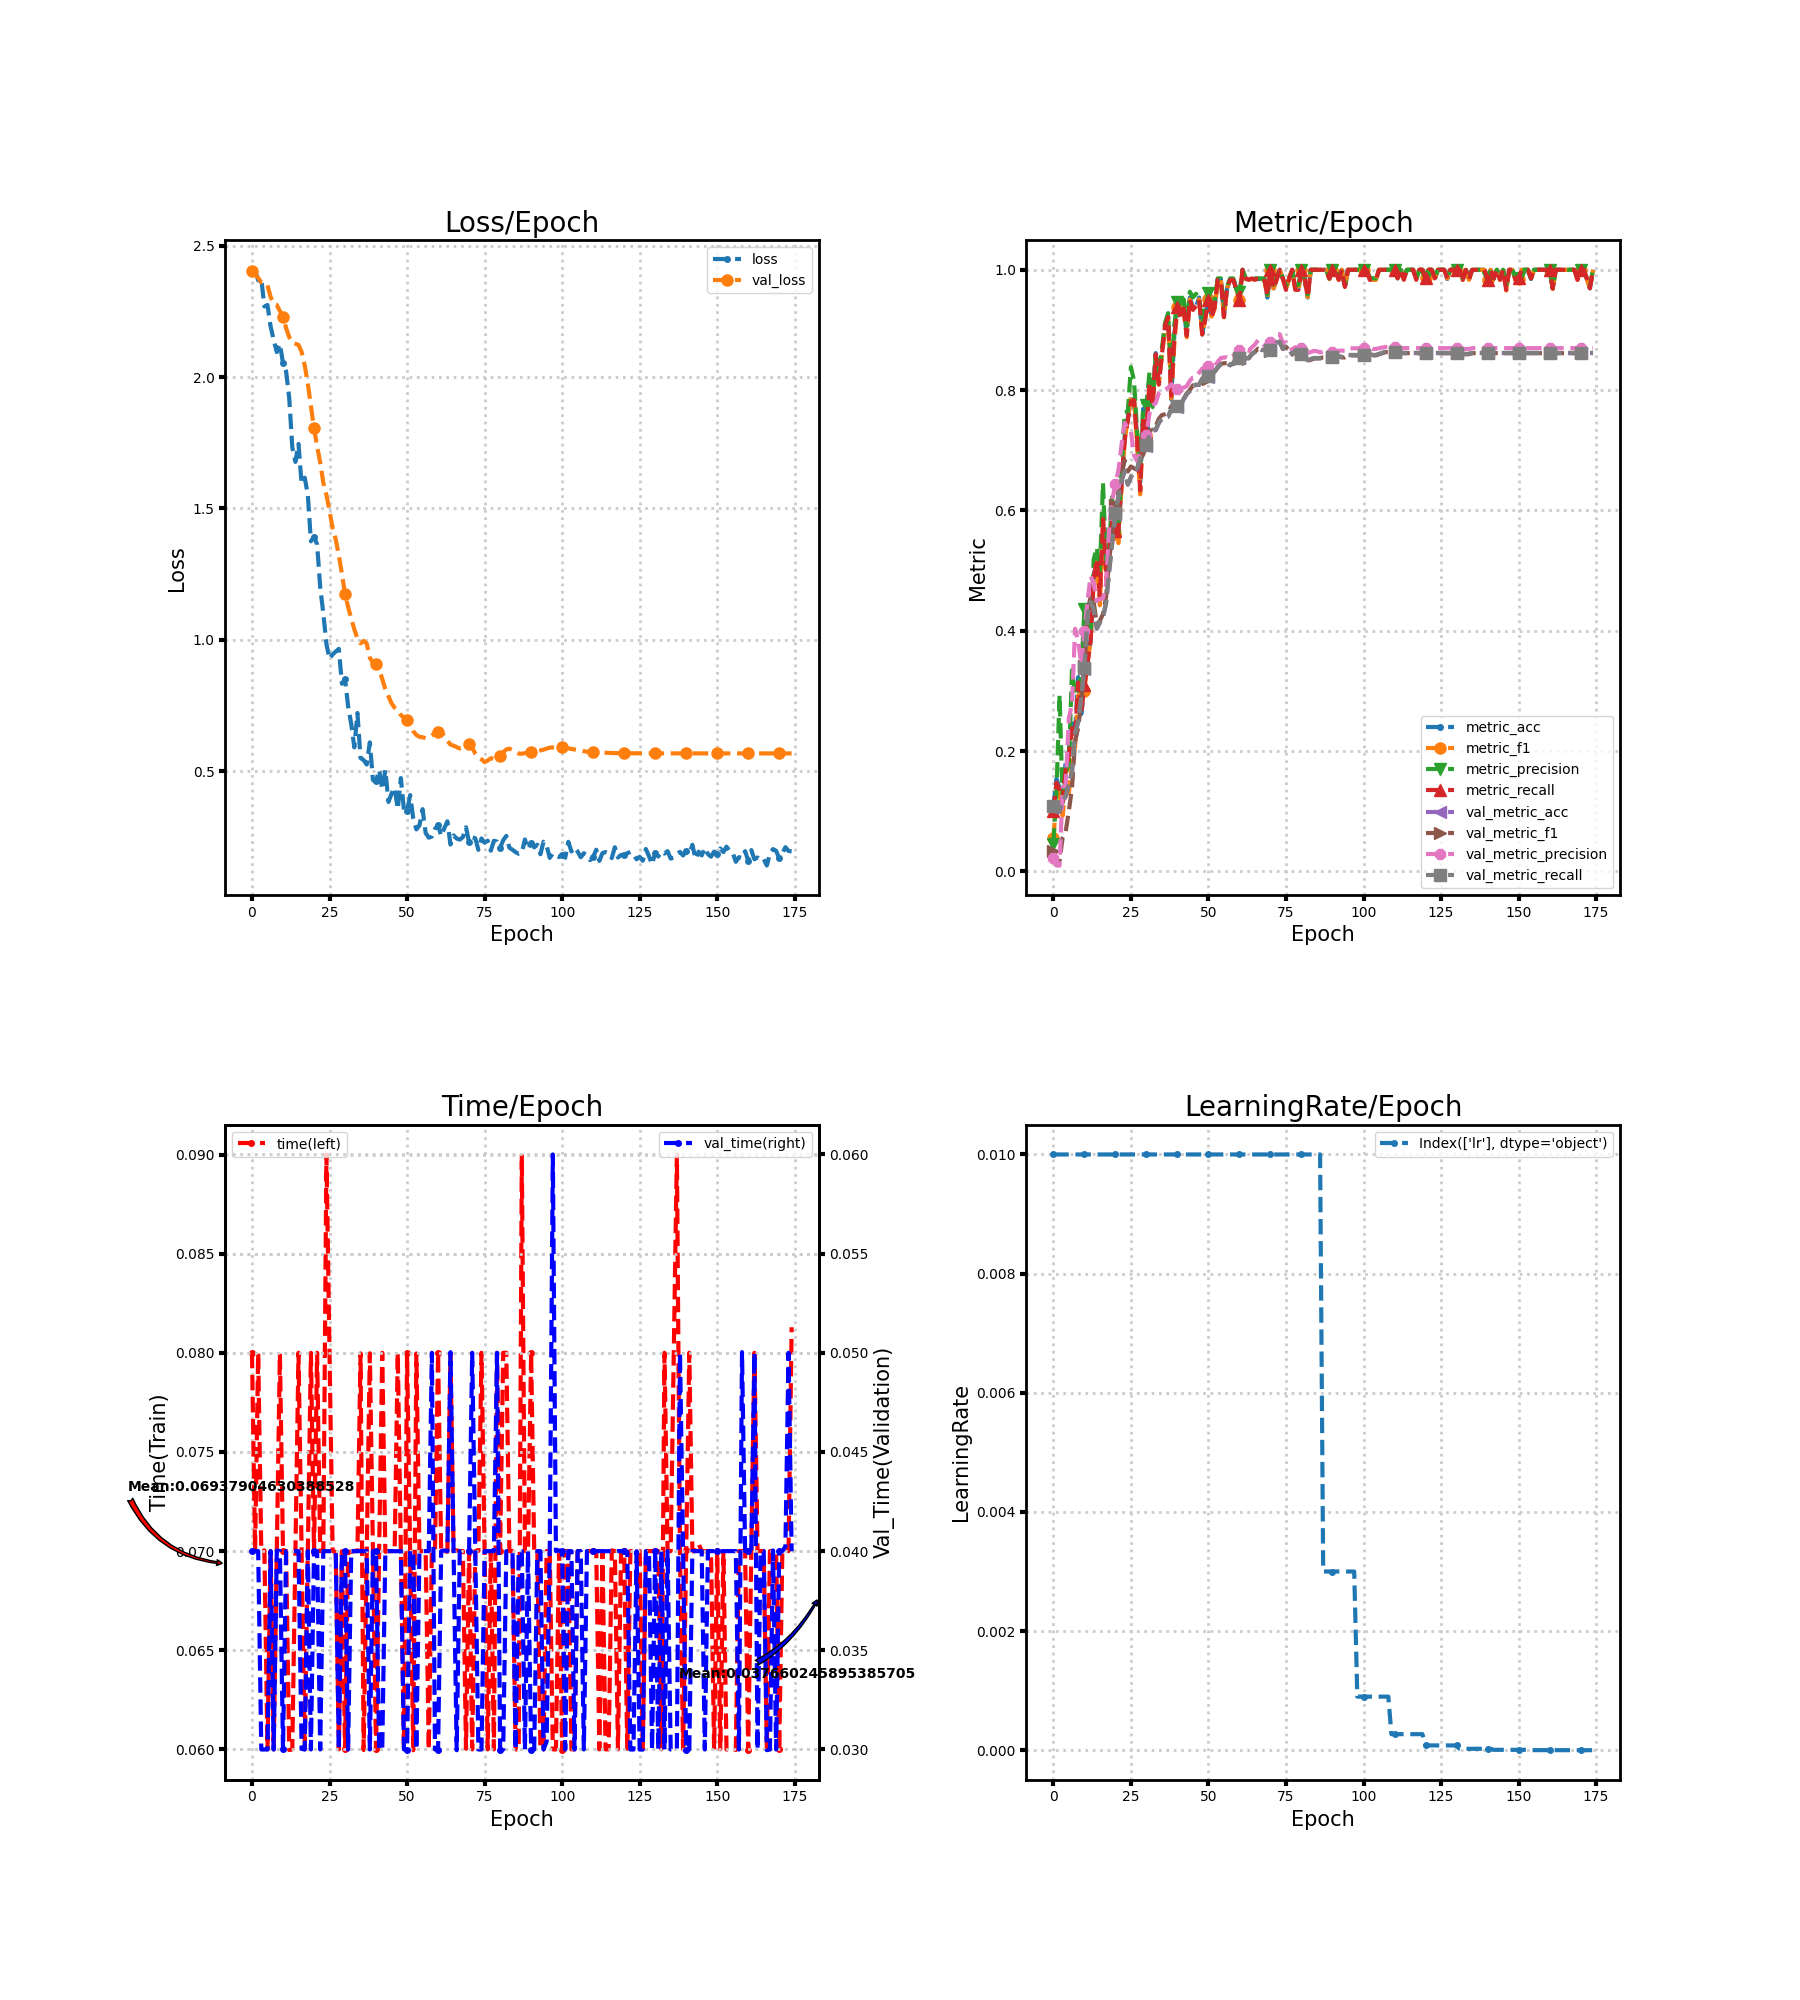 Loss/Epoch
2.5
2.0
1.5
1.0
0.5
Loss
loss
val_loss
0 25 50 75 100 125 150 175
Epoch
Metric/Epoch
1.0
0.8
0.6
0.4
0.2
0.0
Metric
metric_acc
metric_f1
metric_precision
metric_recall
val_metric_acc
val_metric_f1
val_metric_precision
val_metric_recall
0 25 50 75 100 125 150 175
Epoch
Time/Epoch
time(left)
val_time(right)
0.090
0.085
0.080
0.075
0.070
0.065
0.060
Time(Train)
Mean:0.06937904630388528
0.060
0.055
0.050
0.045
0.040
0.035
0.030
Val_Time(Validation)
Mean:0.037660245895385705
0 25 50 75 100 125 150 175
Epoch
LearningRate/Epoch
Index(['lr'], dtype='object')
0.010
0.008
0.006
0.004
0.002
0.000
LearningRate
0 25 50 75 100 125 150 175
Epoch